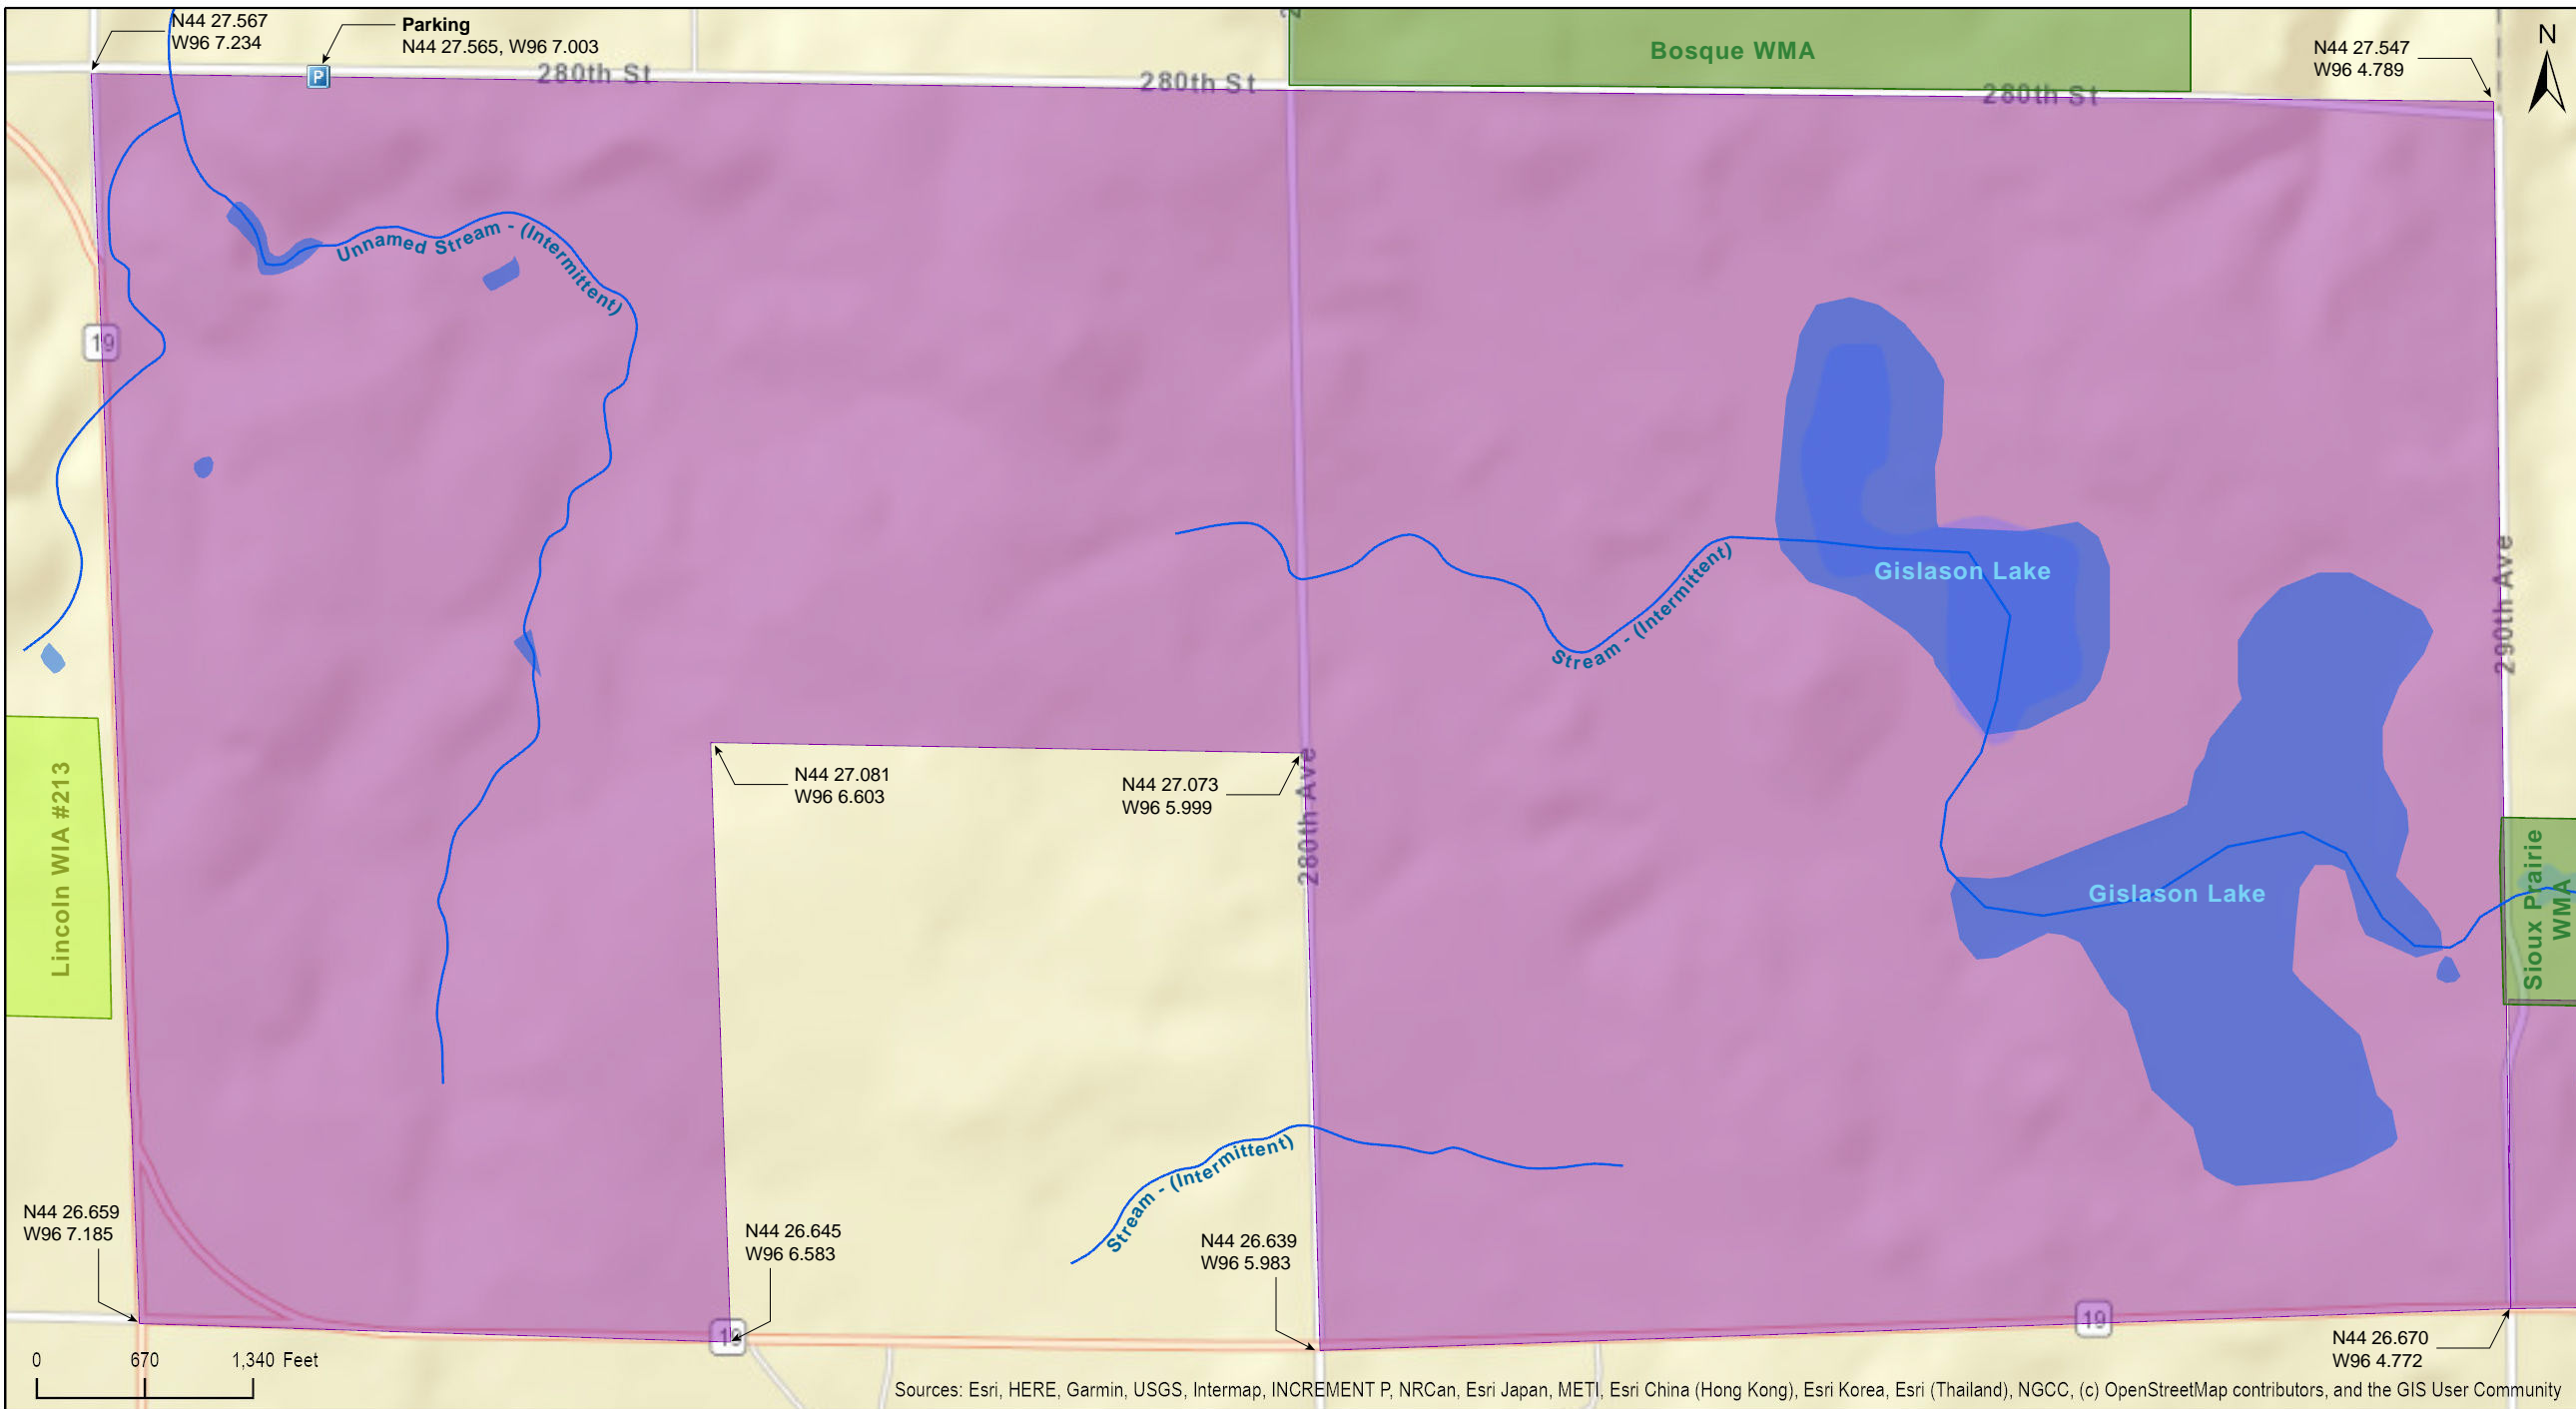 N44 27.567
W96 7.234
Parking
N44 27.565, W96 7.003
P
280th St
280th St
Bosque WMA
280th St
N44 27.547
W96 4.789
N
Unnamed Stream - (Intermittent)
19
Stream - (Intermittent)
Gislason Lake
290th Ave
Lincoln WIA #213
N44 27.081
W96 6.603
N44 27.073
W96 5.999
280th Ave
Gislason Lake
Sioux Prairie
WMA
Stream - (Intermittent)
N44 26.659
W96 7.185
N44 26.645
W96 6.583
N44 26.639
W96 5.983
19
19
N44 26.670
W96 4.772
0 670 1,340 Feet
Sources: Esri, HERE, Garmin, USGS, Intermap, INCREMENT P, NRCan, Esri Japan, METI, Esri China (Hong Kong), Esri Korea, Esri (Thailand), NGCC, (c) OpenStreetMap contributors, and the GIS User Community